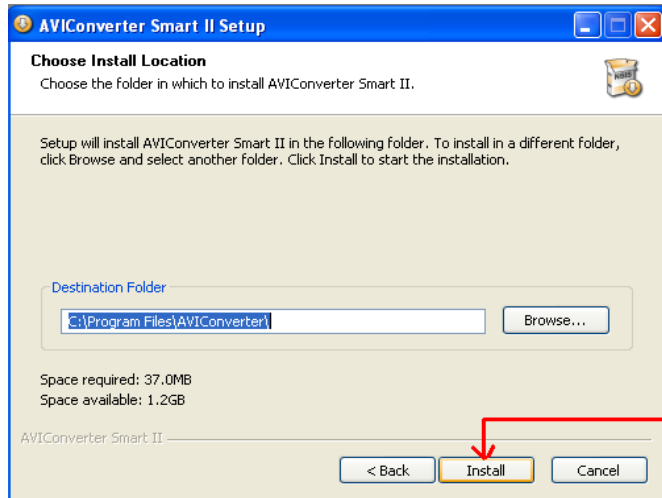 AVIConverter Smart II Setup
Choose Install Location
Choose the folder in which to install AVIConverter Smart II.
NSIS
Setup will install AVIConverter Smart II in the following folder. To install in a different folder,
click Browse and select another folder. Click Install to start the installation.
Destination Folder
C:\Program Files\AVIConverter\
Browse...
Space required: 37.0MB
Space available: 1.2GB
AVIConverter Smart II
< Back Install Cancel